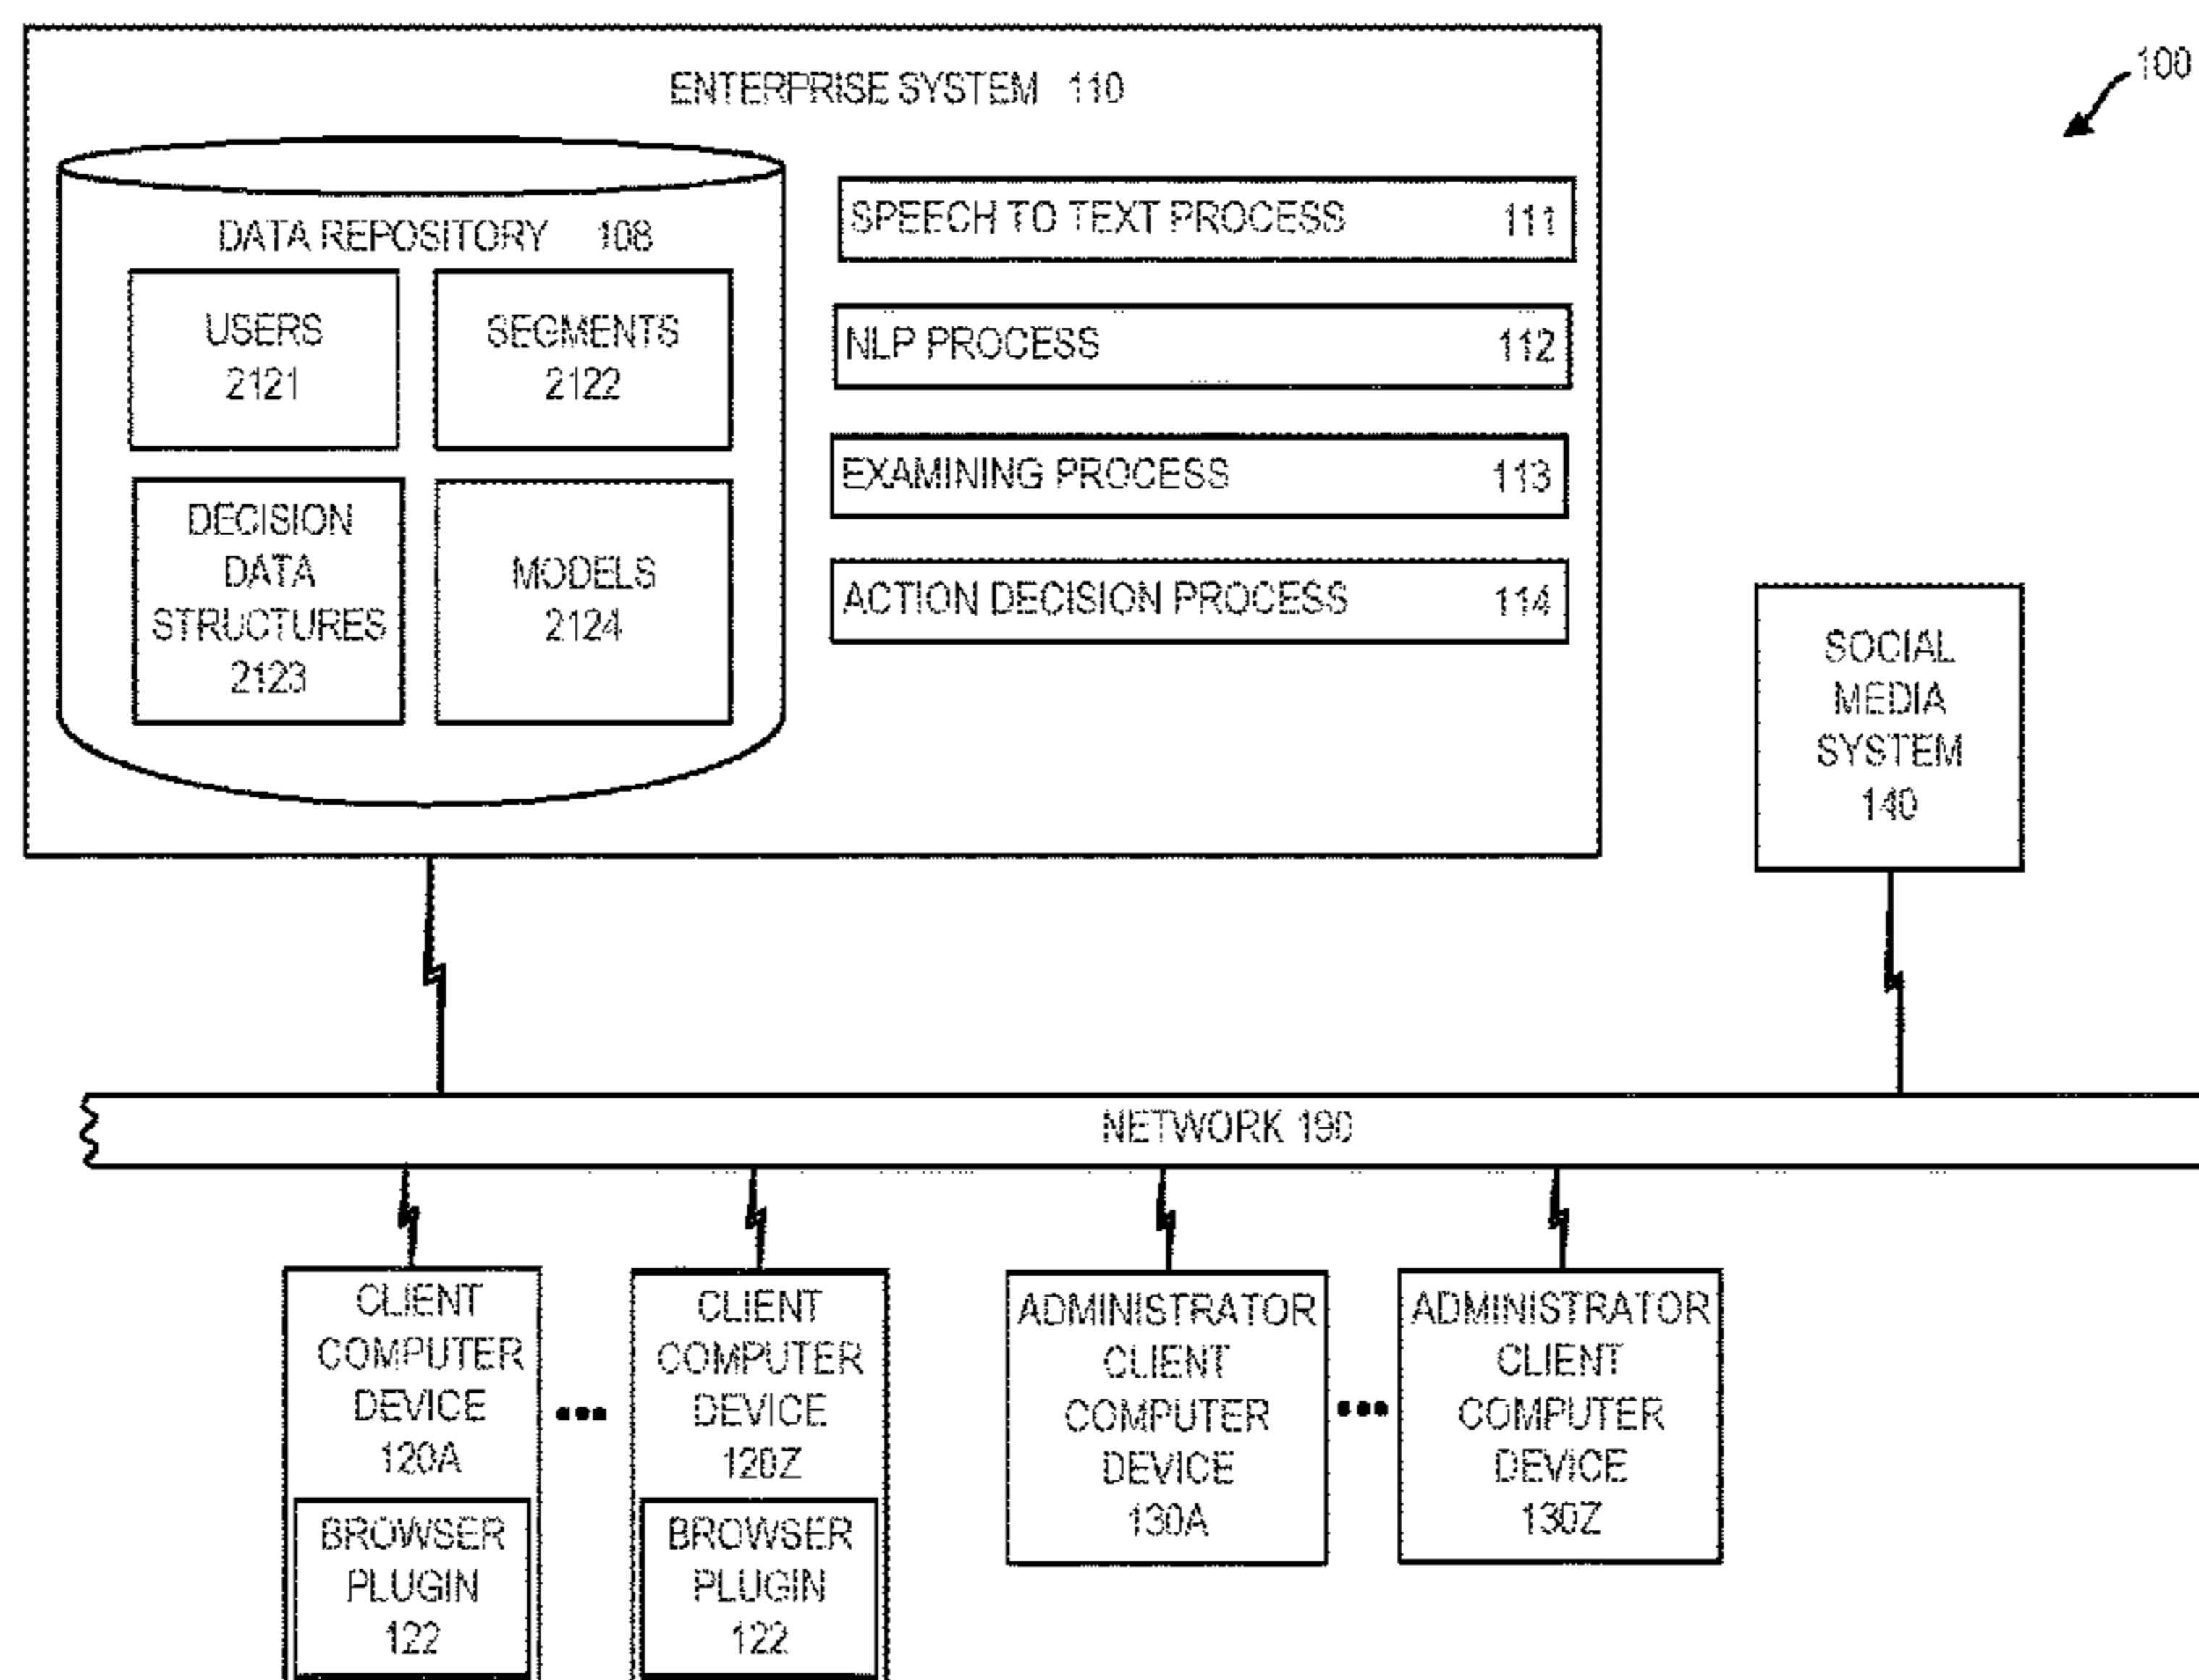 100
ENTERPRISE SYSTEM 110
DATA REPOSITORY 108
USERS
2121
SEGMENTS
2122
DECISION
DATA
STRUCTURES
2123
MODELS
2124
SPEECH TO TEXT PROCESS 111
NLP PROCESS 112
EXAMINING PROCESS 113
ACTION DECISION PROCESS 114
SOCIAL
MEDIA
SYSTEM
140
NETWORK 190
CLIENT
COMPUTER
DEVICE
120A
BROWSER
PLUGIN
122
CLIENT
COMPUTER
DEVICE
120Z
BROWSER
PLUGIN
122
ADMINISTRATOR
CLIENT
COMPUTER
DEVICE
130A
ADMINISTRATOR
CLIENT
COMPUTER
DEVICE
130Z